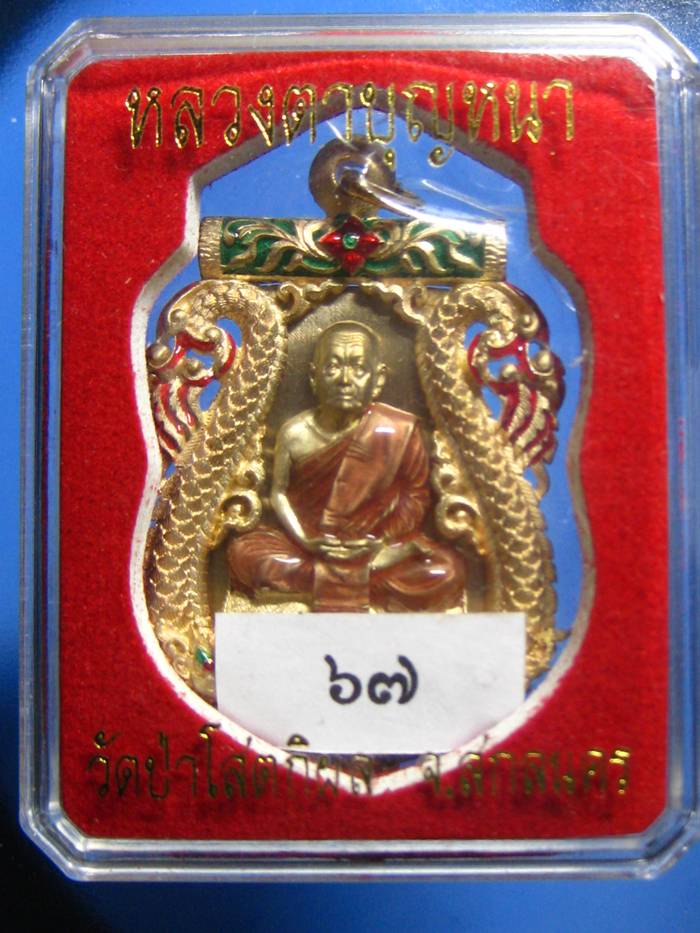 หลวงตาบุญหนา
๖๗
วัดป่าโสตถิผล จ.สกลนคร